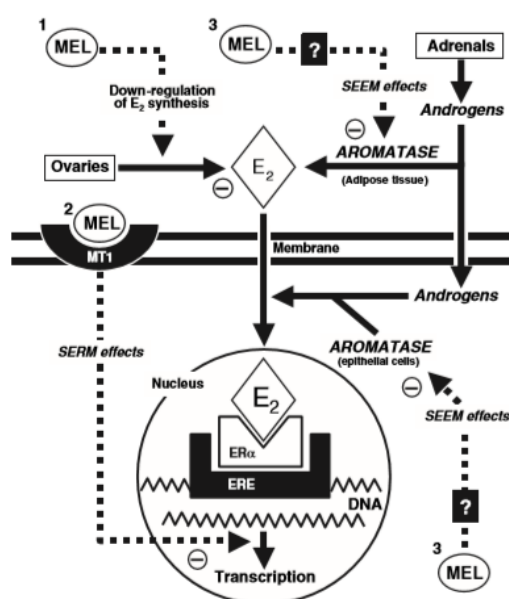 1
MEL
3
MEL
?
Adrenals
Down-regulation
of E₂ synthesis
SEEM effects
Androgens
⊖
AROMATASE
(Adipose tissue)
Ovaries
E₂
⊖
2
MEL
MT1
Membrane
Androgens
SERM effects
AROMATASE
(epithelial cells)
⊖
SEEM effects
Nucleus
E₂
ERα
ERE
DNA
?
⊖
Transcription
3
MEL